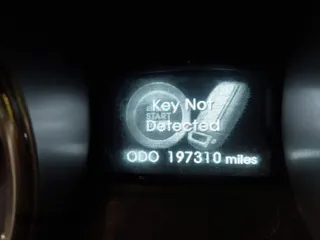 Key Not
START
Detected
ODO 197310 miles